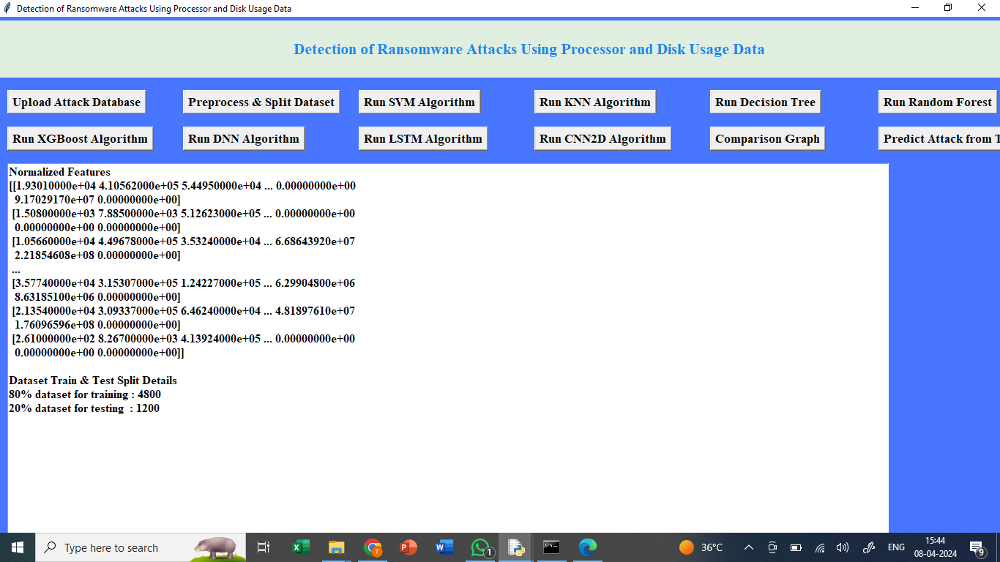 Detection of Ransomware Attacks Using Processor and Disk Usage Data
Detection of Ransomware Attacks Using Processor and Disk Usage Data
Upload Attack Database
Preprocess & Split Dataset
Run SVM Algorithm
Run KNN Algorithm
Run Decision Tree
Run Random Forest
Run XGBoost Algorithm
Run DNN Algorithm
Run LSTM Algorithm
Run CNN2D Algorithm
Comparison Graph
Predict Attack from T
Normalized Features
[[1.93010000e+04 4.10562000e+05 5.44950000e+04 ... 0.00000000e+00
9.17029170e+07 0.00000000e+00]
[1.50800000e+03 7.88500000e+03 5.12623000e+05 ... 0.00000000e+00
0.00000000e+00 0.00000000e+00]
[1.05660000e+04 4.49678000e+05 3.53240000e+04 ... 6.68643920e+07
2.21854608e+08 0.00000000e+00]
...
[3.57740000e+04 3.15307000e+05 1.24227000e+05 ... 6.29904800e+06
8.63185100e+06 0.00000000e+00]
[2.13540000e+04 3.09337000e+05 6.46240000e+04 ... 4.81897610e+07
1.76096596e+08 0.00000000e+00]
[2.61000000e+02 8.26700000e+03 4.13924000e+05 ... 0.00000000e+00
0.00000000e+00 0.00000000e+00]]
Dataset Train & Test Split Details
80% dataset for training : 4800
20% dataset for testing : 1200
Type here to search
1
36°C
ENG
15:44
08-04-2024
9